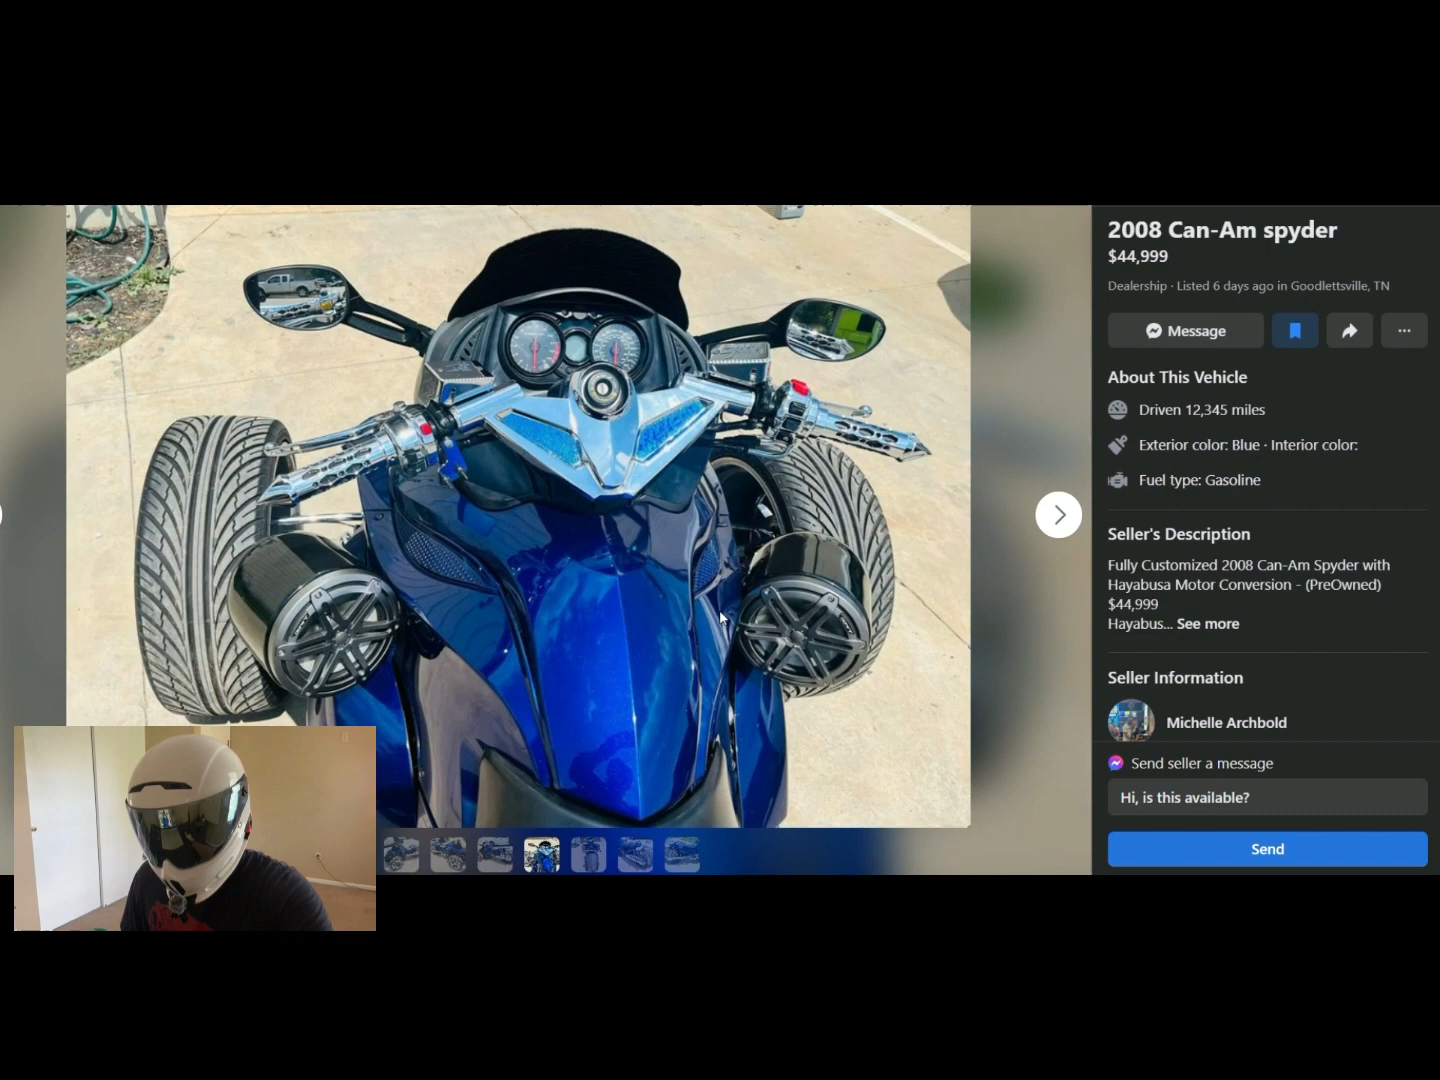 2008 Can-Am spyder
$44,999
Dealership · Listed 6 days ago in Goodlettsville, TN
Message
About This Vehicle
Driven 12,345 miles
Exterior color: Blue · Interior color:
Fuel type: Gasoline
Seller's Description
Fully Customized 2008 Can-Am Spyder with
Hayabusa Motor Conversion - (PreOwned)
$44,999
Hayabus... See more
Seller Information
Michelle Archbold
Send seller a message
Hi, is this available?
Send